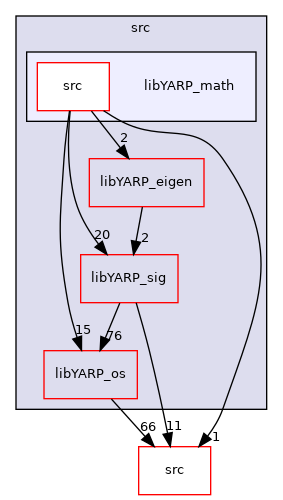 src
src libYARP_math
2
libYARP_eigen
20 2
libYARP_sig
15 76
libYARP_os
66 11 1
src